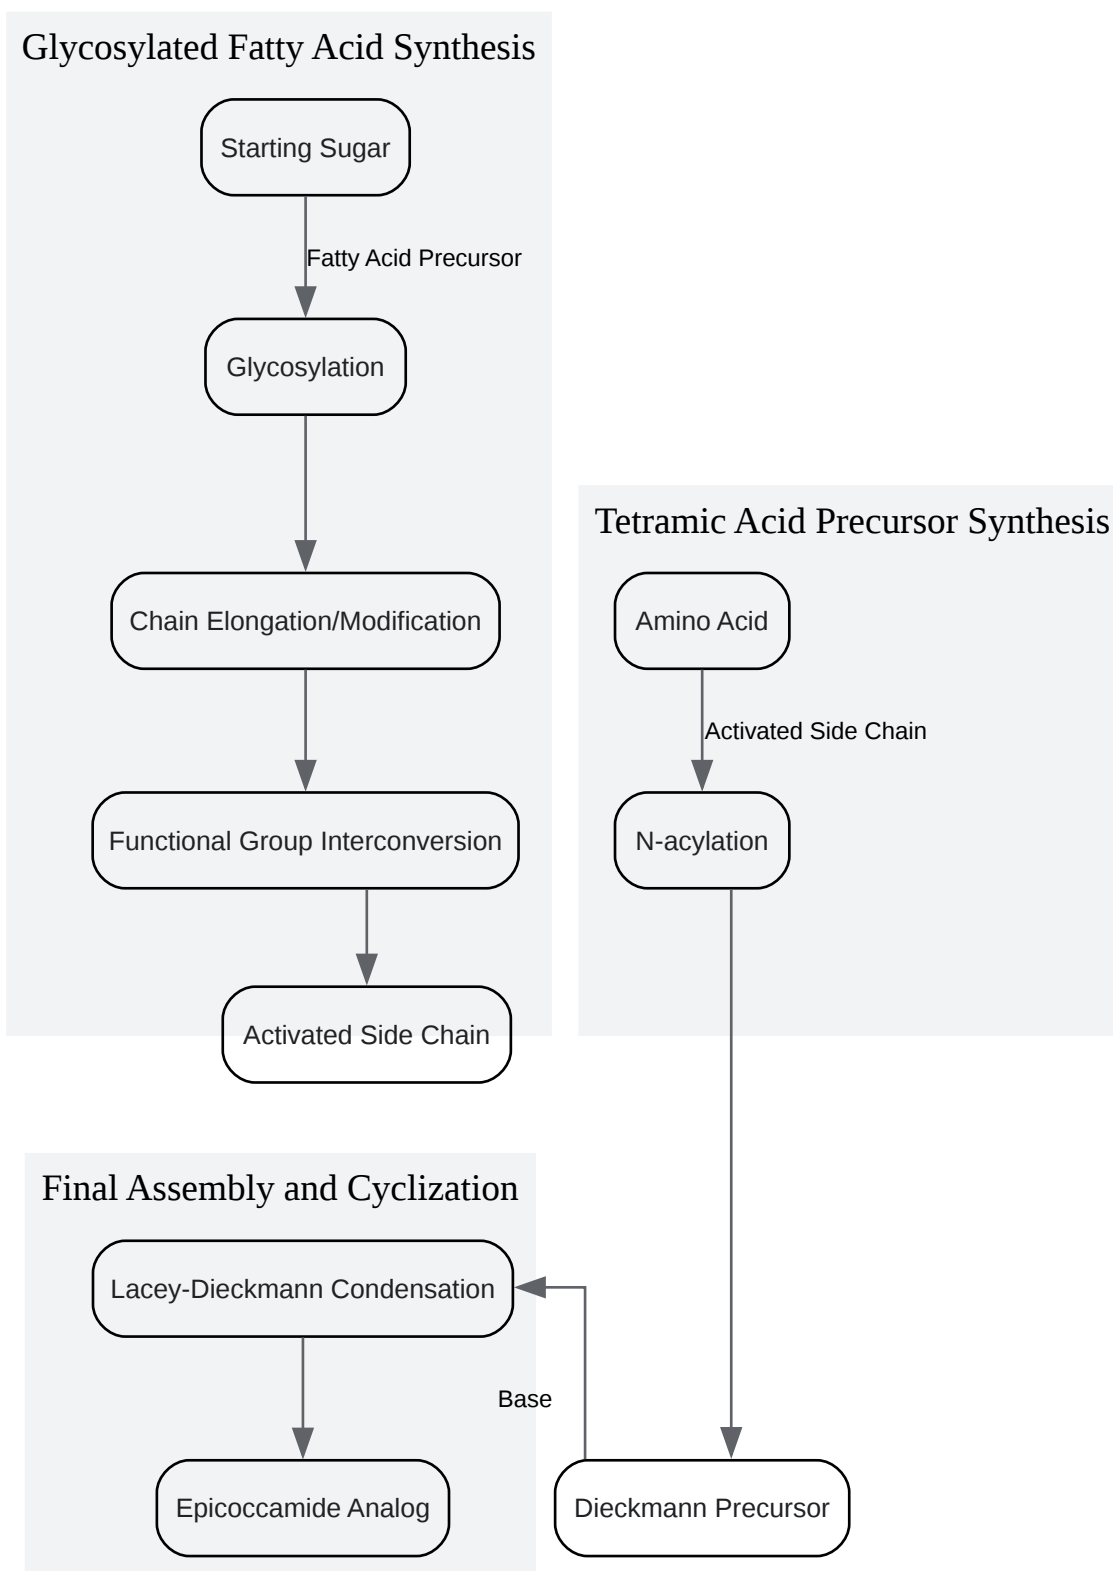 Glycosylated Fatty Acid Synthesis
Starting Sugar
Fatty Acid Precursor
Glycosylation
Chain Elongation/Modification
Functional Group Interconversion
Activated Side Chain
Tetramic Acid Precursor Synthesis
Amino Acid
Activated Side Chain
N-acylation
Final Assembly and Cyclization
Lacey-Dieckmann Condensation
Base
Epicoccamide Analog
Dieckmann Precursor